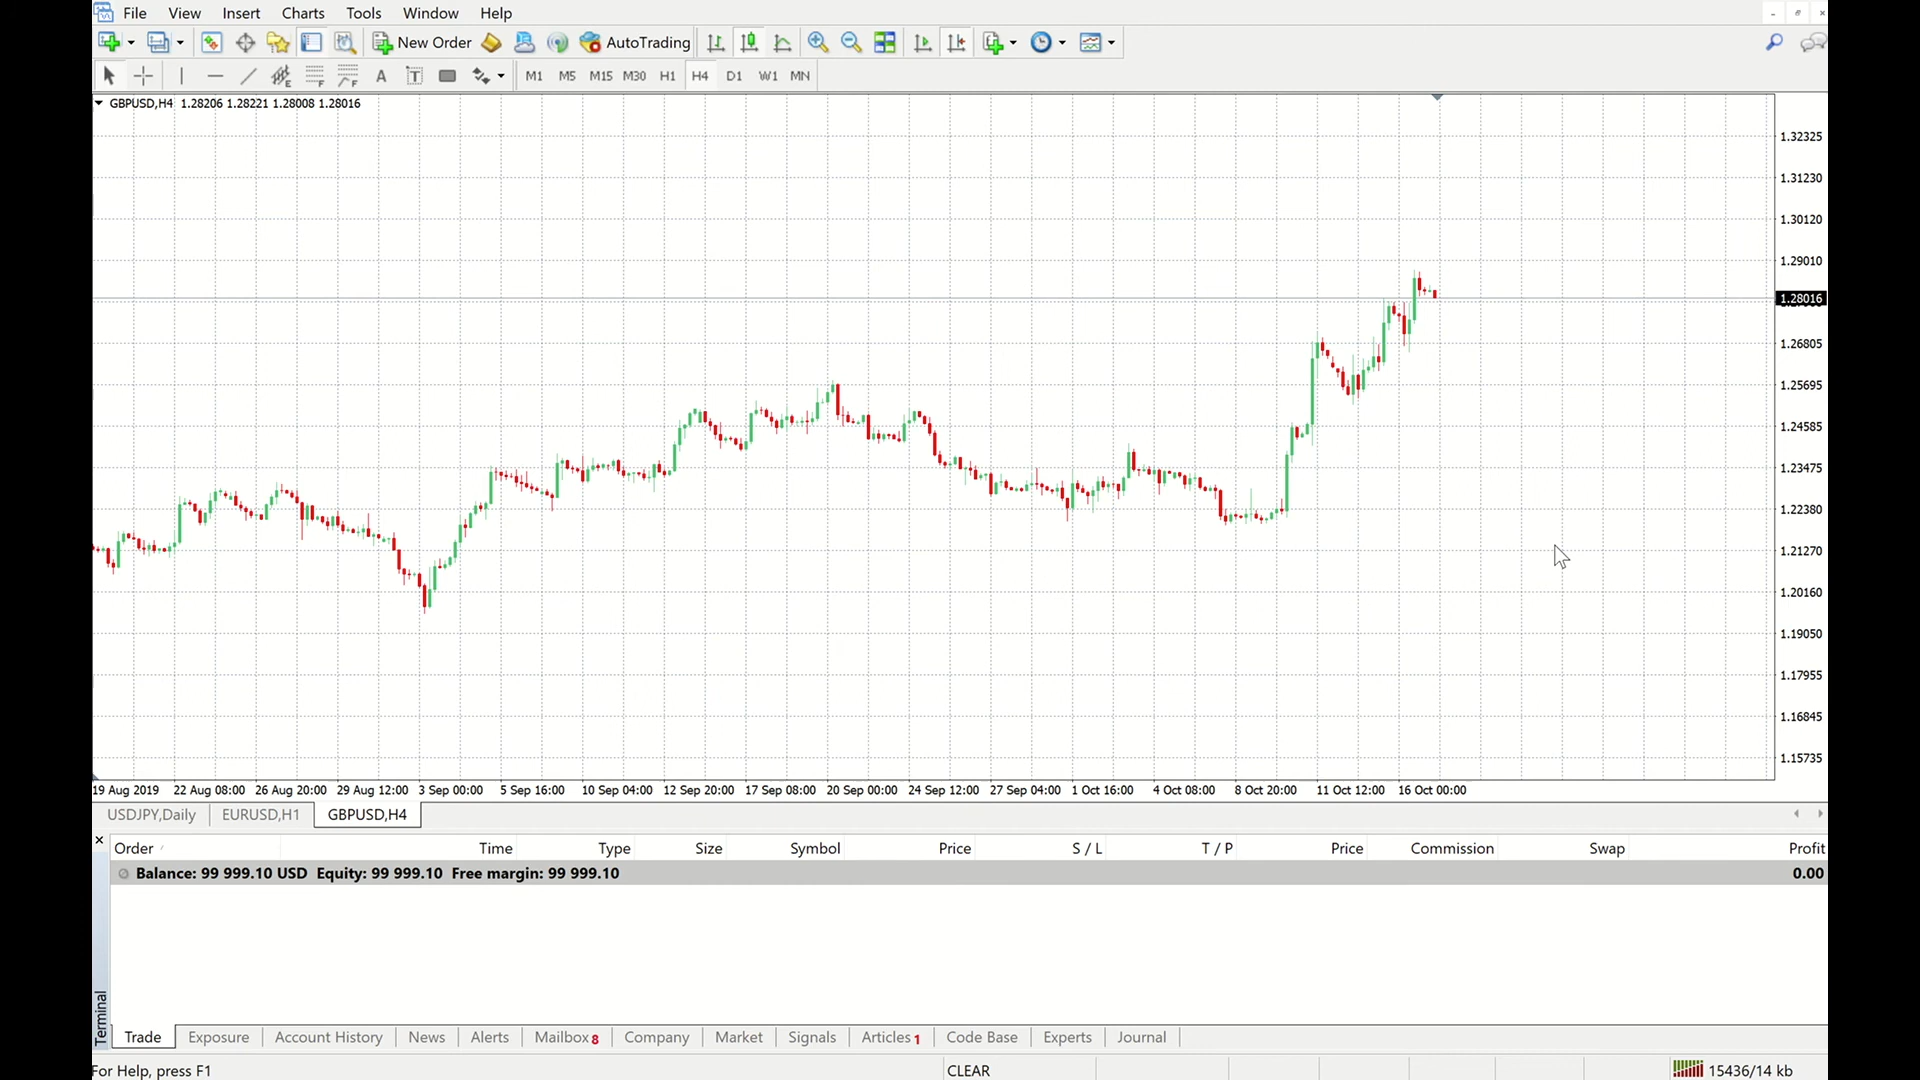 File View Insert Charts Tools Window Help
New Order AutoTrading
A T M1 M5 M15 M30 H1 H4 D1 W1 MN
GBPUSD,H4 1.28206 1.28221 1.28008 1.28016
1.32325
1.31230
1.30120
1.29010
1.28016
1.26805
1.25695
1.24585
1.23475
1.22380
1.21270
1.20160
1.19050
1.17955
1.16845
1.15735
19 Aug 2019 22 Aug 08:00 26 Aug 20:00 29 Aug 12:00 3 Sep 00:00 5 Sep 16:00 10 Sep 04:00 12 Sep 20:00 17 Sep 08:00 20 Sep 00:00 24 Sep 12:00 27 Sep 04:00 1 Oct 16:00 4 Oct 08:00 8 Oct 20:00 11 Oct 12:00 16 Oct 00:00
USDJPY,Daily EURUSD,H1 GBPUSD,H4
Order Time Type Size Symbol Price S / L T / P Price Commission Swap Profit
Balance: 99 999.10 USD Equity: 99 999.10 Free margin: 99 999.10 0.00
Terminal
Trade Exposure Account History News Alerts Mailbox 8 Company Market Signals Articles 1 Code Base Experts Journal
For Help, press F1 CLEAR 15436/14 kb